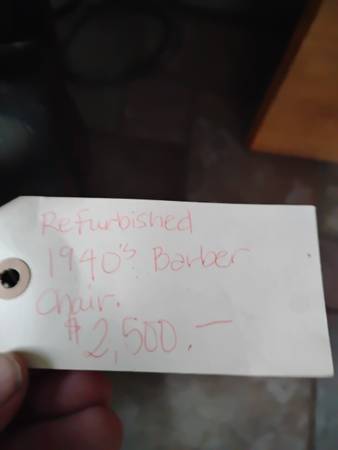 Refurbished
1940's Barber
Chair.
$2,500.—